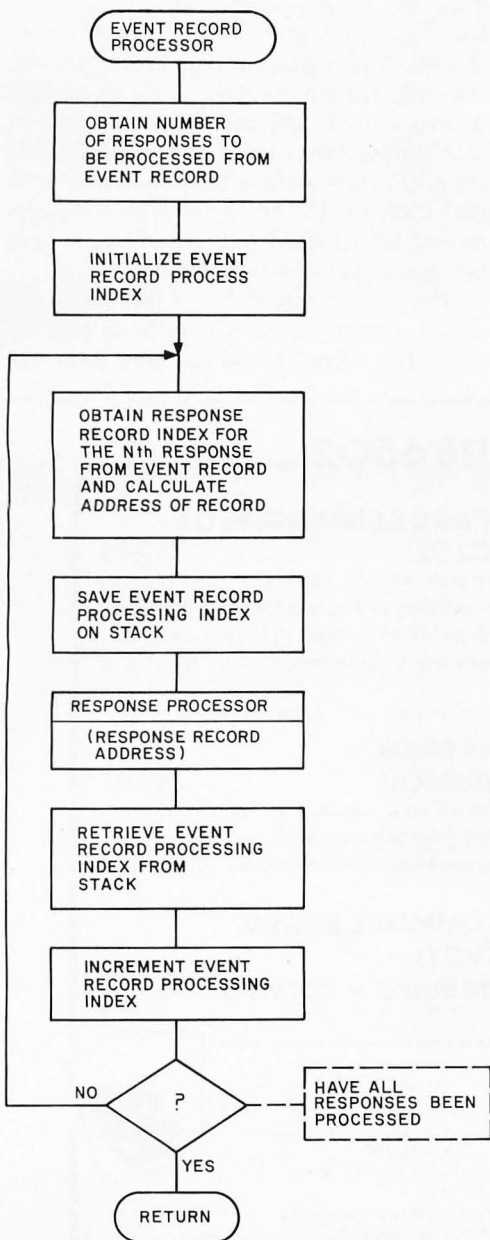 EVENT RECORD
PROCESSOR
OBTAIN NUMBER
OF RESPONSES TO
BE PROCESSED FROM
EVENT RECORD
INITIALIZE EVENT
RECORD PROCESS
INDEX
OBTAIN RESPONSE
RECORD INDEX FOR
THE Nth RESPONSE
FROM EVENT RECORD
AND CALCULATE
ADDRESS OF RECORD
SAVE EVENT RECORD
PROCESSING INDEX
ON STACK
RESPONSE PROCESSOR
(RESPONSE RECORD
ADDRESS)
RETRIEVE EVENT
RECORD PROCESSING
INDEX FROM
STACK
INCREMENT EVENT
RECORD PROCESSING
INDEX
NO
?
HAVE ALL
RESPONSES BEEN
PROCESSED
YES
RETURN